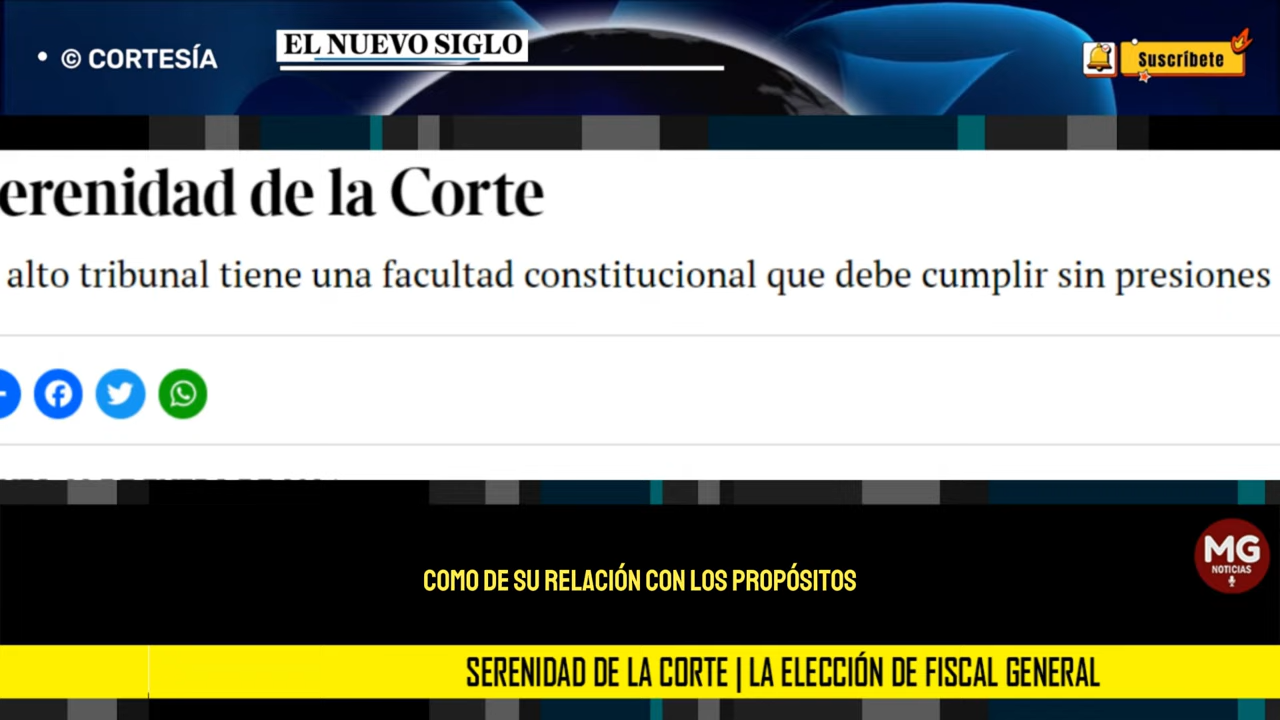 • © CORTESÍA
EL NUEVO SIGLO
Suscríbete
erenidad de la Corte
alto tribunal tiene una facultad constitucional que debe cumplir sin presiones
COMO DE SU RELACIÓN CON LOS PROPÓSITOS
MG
NOTICIAS
SERENIDAD DE LA CORTE | LA ELECCIÓN DE FISCAL GENERAL